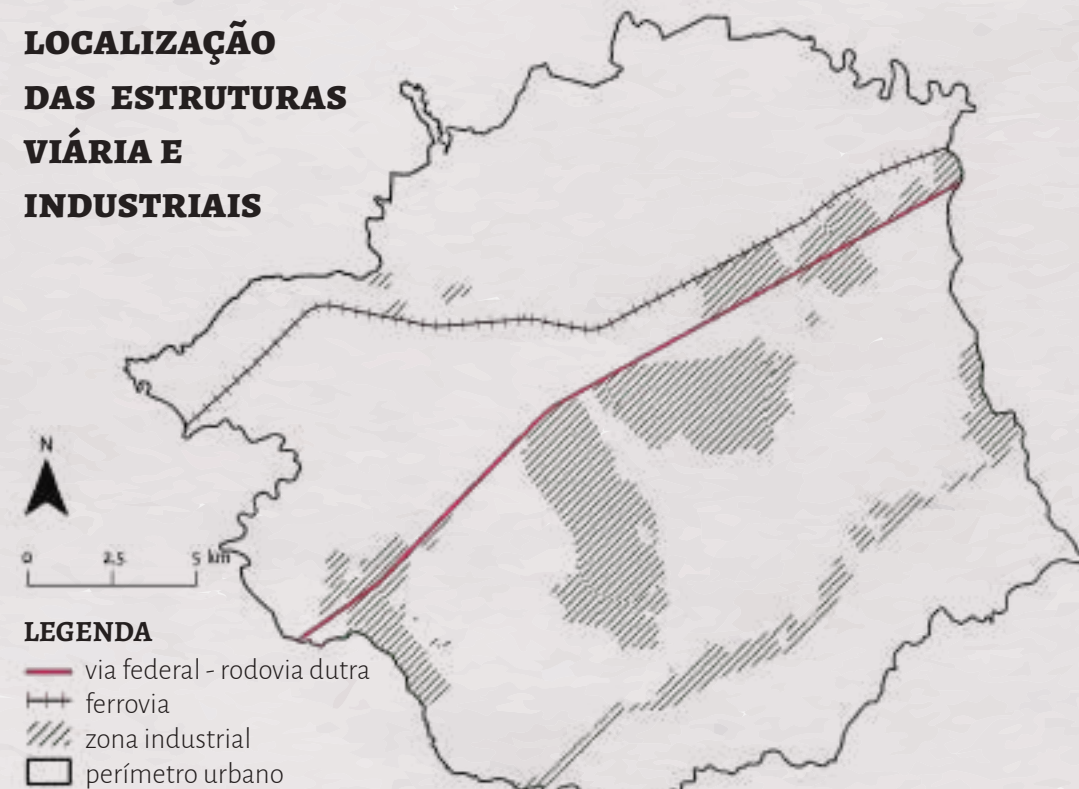 LOCALIZAÇÃO
DAS ESTRUTURAS
VIÁRIA E
INDUSTRIAIS
N
0 2.5 5 km
LEGENDA
via federal - rodovia dutra
ferrovia
zona industrial
perímetro urbano